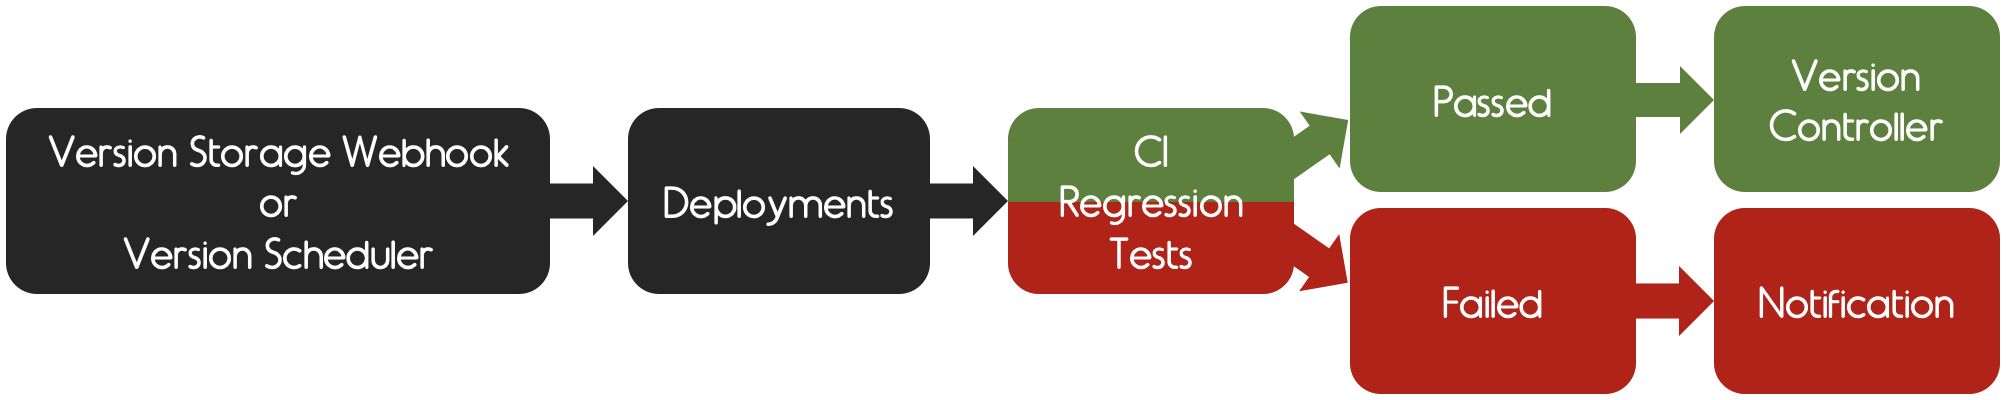 Version Storage Webhook
or
Version Scheduler
Deployments
CI
Regression
Tests
Passed
Version
Controller
Failed
Notification